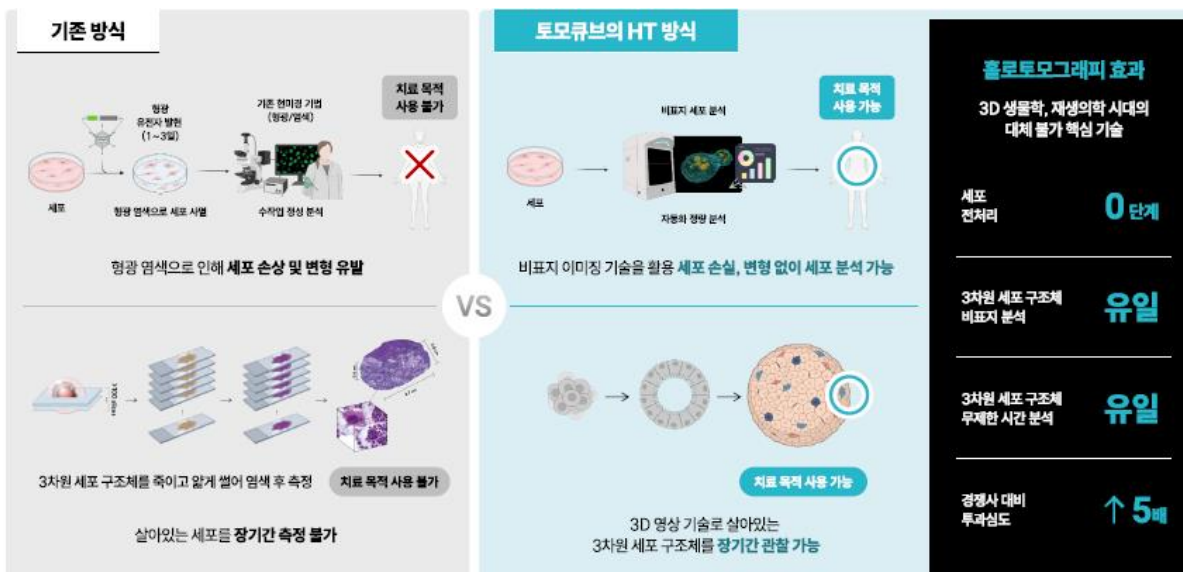 기존 방식
형광
유전자 발현
(1~3일)
기존 현미경 기법
(형광/염색)
치료 목적
사용 불가
세포
형광 염색으로 세포 사멸
수작업 정성 분석
형광 염색으로 인해 세포 손상 및 변형 유발
3차원 세포 구조체를 죽이고 얇게 썰어 염색 후 측정
치료 목적 사용 불가
살아있는 세포를 장기간 측정 불가
VS
토모큐브의 HT 방식
비표지 세포 분석
치료 목적
사용 가능
세포
자동화 정량 분석
비표지 이미징 기술을 활용 세포 손실, 변형 없이 세포 분석 가능
치료 목적 사용 가능
3D 영상 기술로 살아있는
3차원 세포 구조체를 장기간 관찰 가능
홀로토모그래피 효과
3D 생물학, 재생의학 시대의
대체 불가 핵심 기술
세포
전처리
0 단계
3차원 세포 구조체
비표지 분석
유일
3차원 세포 구조체
무제한 시간 분석
유일
경쟁사 대비
투과심도
↑ 5배